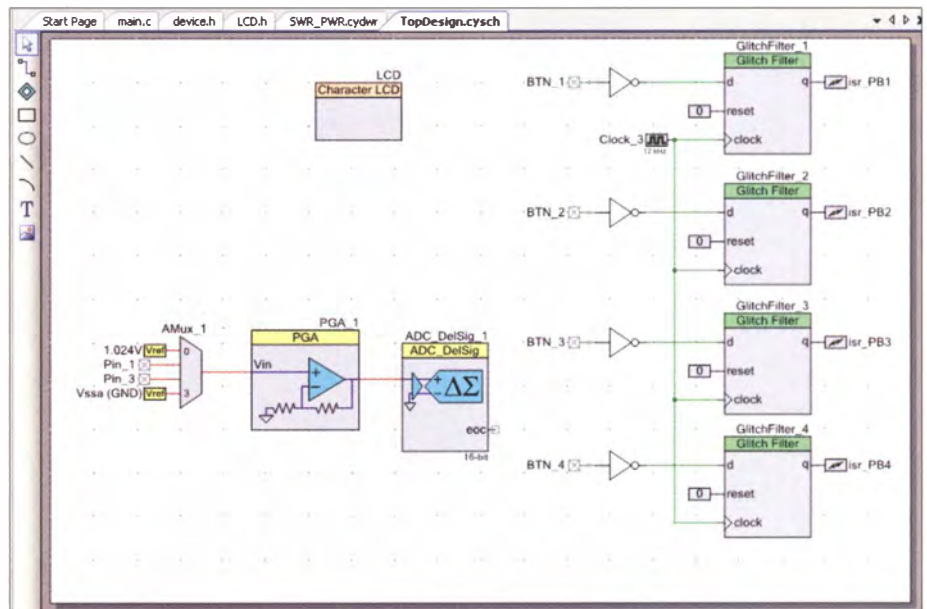 Start Page main.c device.h LCD.h SWR_PWR.cydwr TopDesign.cysch
T
LCD
Character LCD
AMux_1
1.024V Vref 0
Pin_1
Pin_3
Vssa (GND) Vref 3
PGA_1
PGA
Vin
+
−
ADC_DelSig_1
ADC_DelSig
+
−
ΔΣ
eoc
16-bit
Clock_3
12 kHz
GlitchFilter_1
Glitch Filter
BTN_1 d q isr_PB1
0 reset
clock
GlitchFilter_2
Glitch Filter
BTN_2 d q isr_PB2
0 reset
clock
GlitchFilter_3
Glitch Filter
BTN_3 d q isr_PB3
0 reset
clock
GlitchFilter_4
Glitch Filter
BTN_4 d q isr_PB4
0 reset
clock